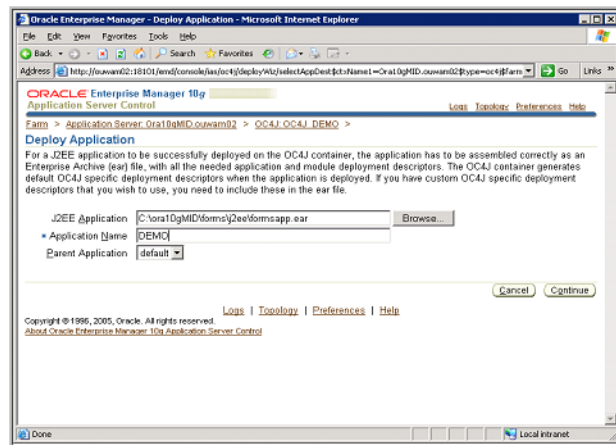 Oracle Enterprise Manager - Deploy Application - Microsoft Internet Explorer
File Edit View Favorites Tools Help
Back Search Favorites
Address http://ouwam02:18101/emd/console/ias/oc4j/deployWiz/selectAppDest$ctxName1=Ora10gMID.ouwam02$type=oc4j$farm Go Links »
ORACLE Enterprise Manager 10g
Application Server Control
Logs Topology Preferences Help
Farm > Application Server: Ora10gMID.ouwam02 > OC4J: OC4J_DEMO >
Deploy Application
For a J2EE application to be successfully deployed on the OC4J container, the application has to be assembled correctly as an
Enterprise Archive (ear) file, with all the needed application and module deployment descriptors. The OC4J container generates
default OC4J specific deployment descriptors when the application is deployed. If you have custom OC4J specific deployment
descriptors that you wish to use, you need to include these in the ear file.
J2EE Application C:\ora10gMID\forms\j2ee\formsapp.ear Browse...
* Application Name DEMO
Parent Application default
Cancel Continue
Logs | Topology | Preferences | Help
Copyright © 1996, 2005, Oracle. All rights reserved.
About Oracle Enterprise Manager 10g Application Server Control
Done Local intranet